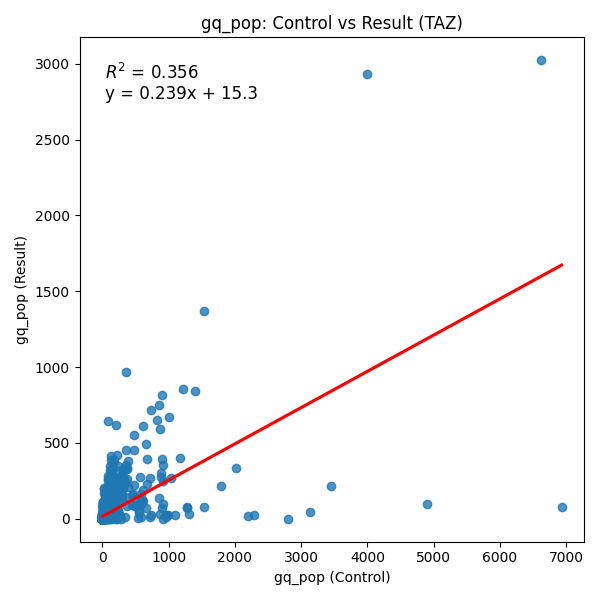 gq_pop: Control vs Result (TAZ)
R² = 0.356
y = 0.239x + 15.3
gq_pop (Result)
3000
2500
2000
1500
1000
500
0
0 1000 2000 3000 4000 5000 6000 7000
gq_pop (Control)